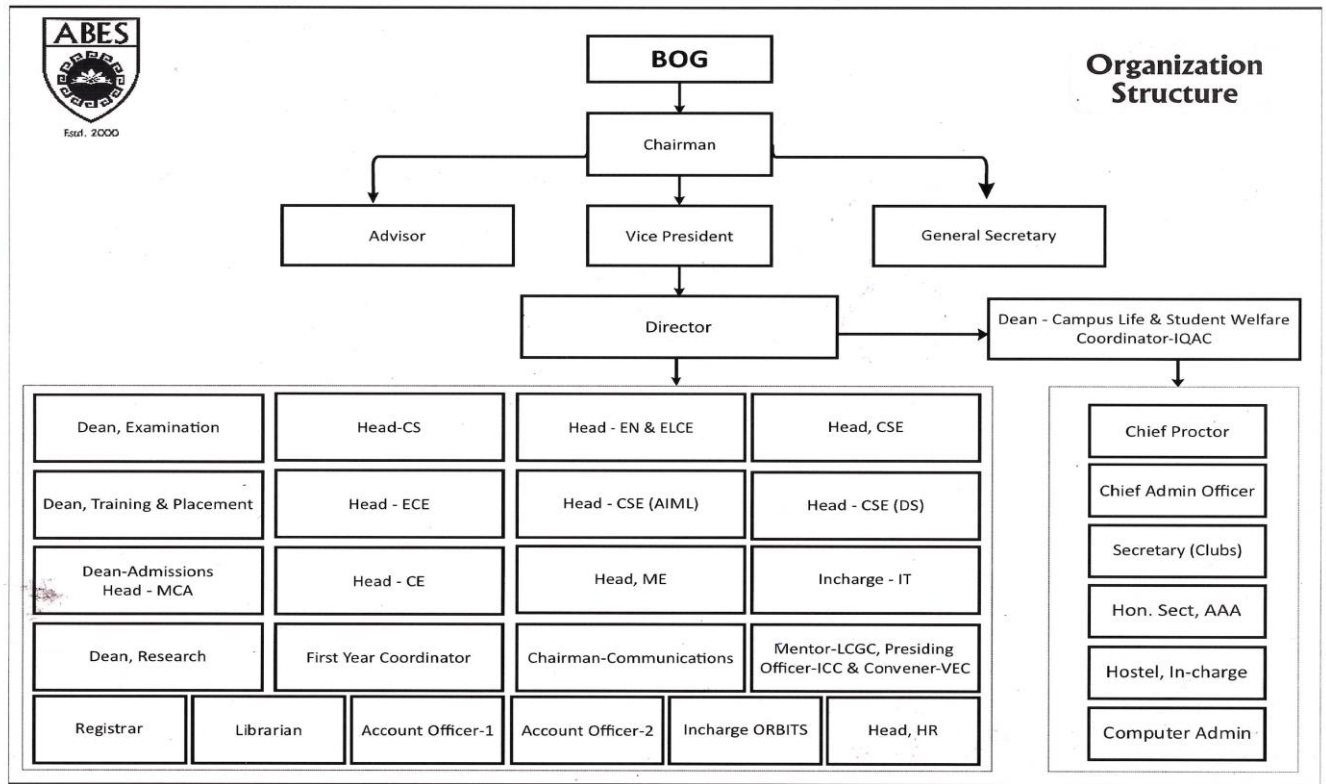 ABES
Estd. 2000
Organization
Structure
BOG
Chairman
Advisor
Vice President
General Secretary
Director
Dean - Campus Life & Student Welfare
Coordinator-IQAC
Dean, Examination
Head-CS
Head - EN & ELCE
Head, CSE
Dean, Training & Placement
Head - ECE
Head - CSE (AIML)
Head - CSE (DS)
Dean-Admissions
Head - MCA
Head - CE
Head, ME
Incharge - IT
Dean, Research
First Year Coordinator
Chairman-Communications
Mentor-LCGC, Presiding
Officer-ICC & Convener-VEC
Registrar
Librarian
Account Officer-1
Account Officer-2
Incharge ORBITS
Head, HR
Chief Proctor
Chief Admin Officer
Secretary (Clubs)
Hon. Sect, AAA
Hostel, In-charge
Computer Admin